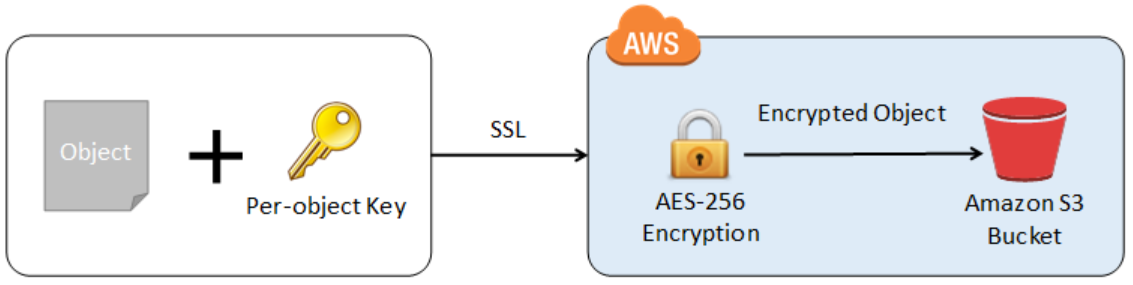 Object
Per-object Key
SSL
AWS
AES-256
Encryption
Encrypted Object
Amazon S3
Bucket